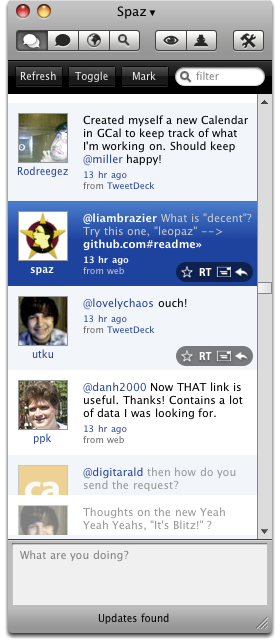 Spaz ▾
Refresh Toggle Mark filter
Created myself a new Calendar
in GCal to keep track of what
I'm working on. Should keep
@miller happy!
13 hr ago
from TweetDeck
Rodreegez
@liambrazier What is "decent"?
Try this one, "leopaz" -->
github.com#readme»
13 hr ago
from web
spaz
RT
@lovelychaos ouch!
13 hr ago
from TweetDeck
utku
RT
@danh2000 Now THAT link is
useful. Thanks! Contains a lot
of data I was looking for.
13 hr ago
from web
ppk
@digitarald then how do you
send the request?
ca
Thoughts on the new Yeah
Yeah Yeahs, "It's Blitz!" ?
What are you doing?
Updates found